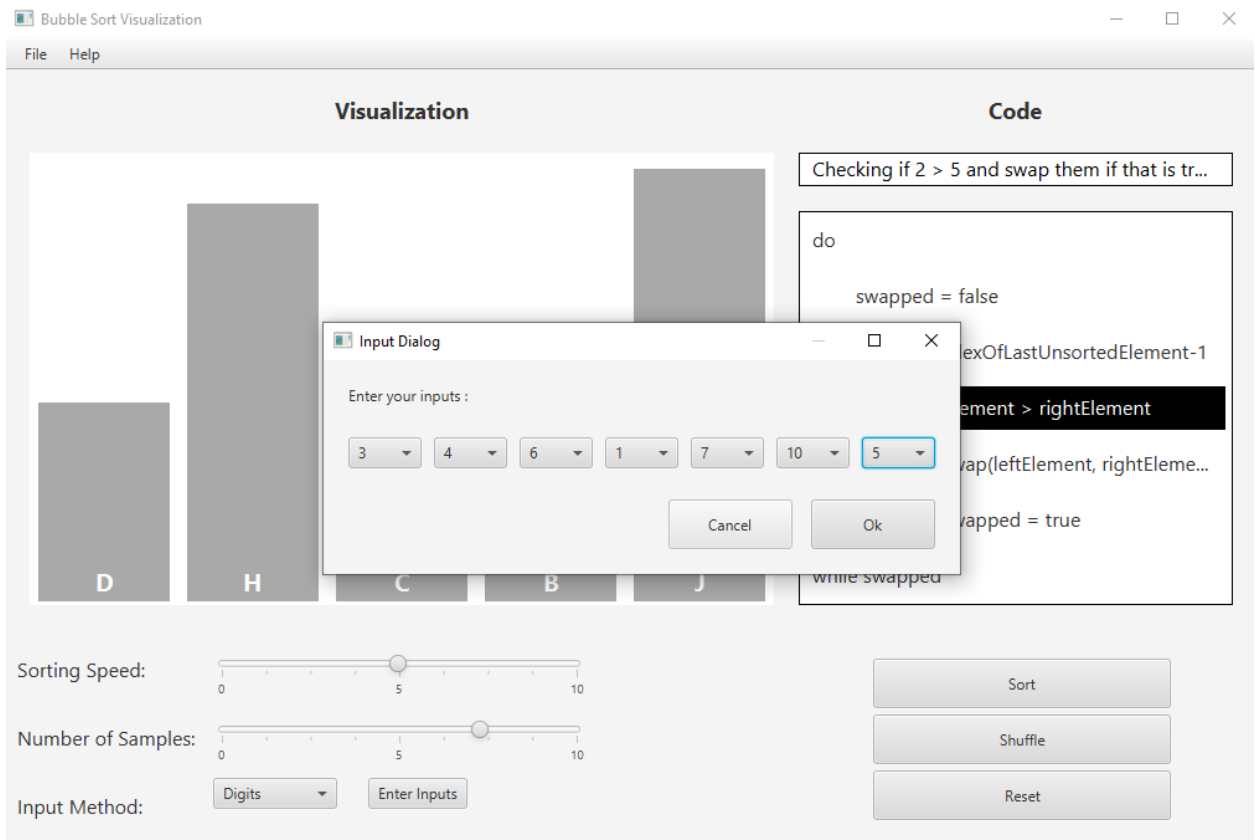 Bubble Sort Visualization
File Help
Visualization
Code
Checking if 2 > 5 and swap them if that is tr...
do
swapped = false
exOfLastUnsortedElement-1
ement > rightElement
ap(leftElement, rightEleme...
apped = true
while swapped
D H C B J
Input Dialog
Enter your inputs :
3 4 6 1 7 10 5
Cancel Ok
Sorting Speed:
0 5 10
Number of Samples:
0 5 10
Input Method:
Digits
Enter Inputs
Sort
Shuffle
Reset